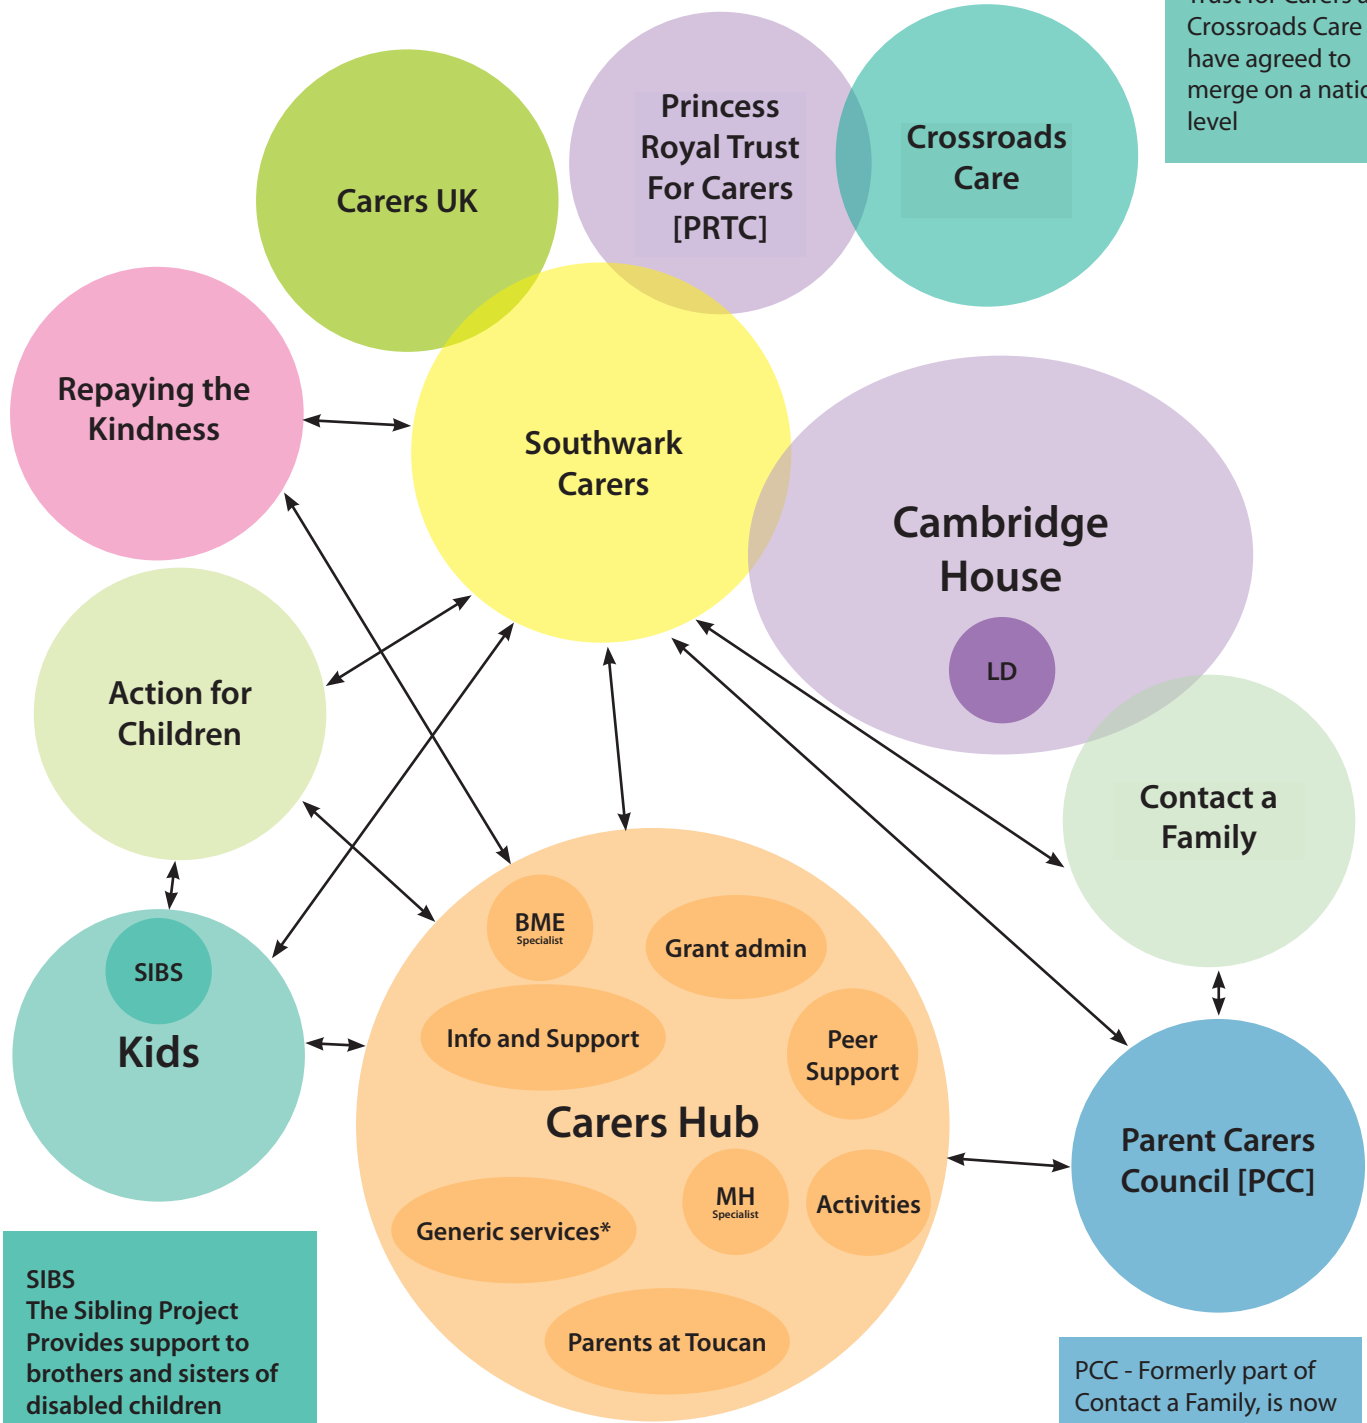 Crossroads Care
have agreed to
merge on a natio
level
Princess
Royal Trust
For Carers
[PRTC]
Crossroads
Care
Carers UK
Repaying the
Kindness
Southwark
Carers
Cambridge
House
LD
Action for
Children
Contact a
Family
BME
Specialist
Grant admin
SIBS
Info and Support
Peer
Support
Kids
Carers Hub
Parent Carers
Council [PCC]
MH
Specialist
Activities
Generic services*
SIBS
The Sibling Project
Provides support to
brothers and sisters of
disabled children
Parents at Toucan
PCC - Formerly part of
Contact a Family, is now